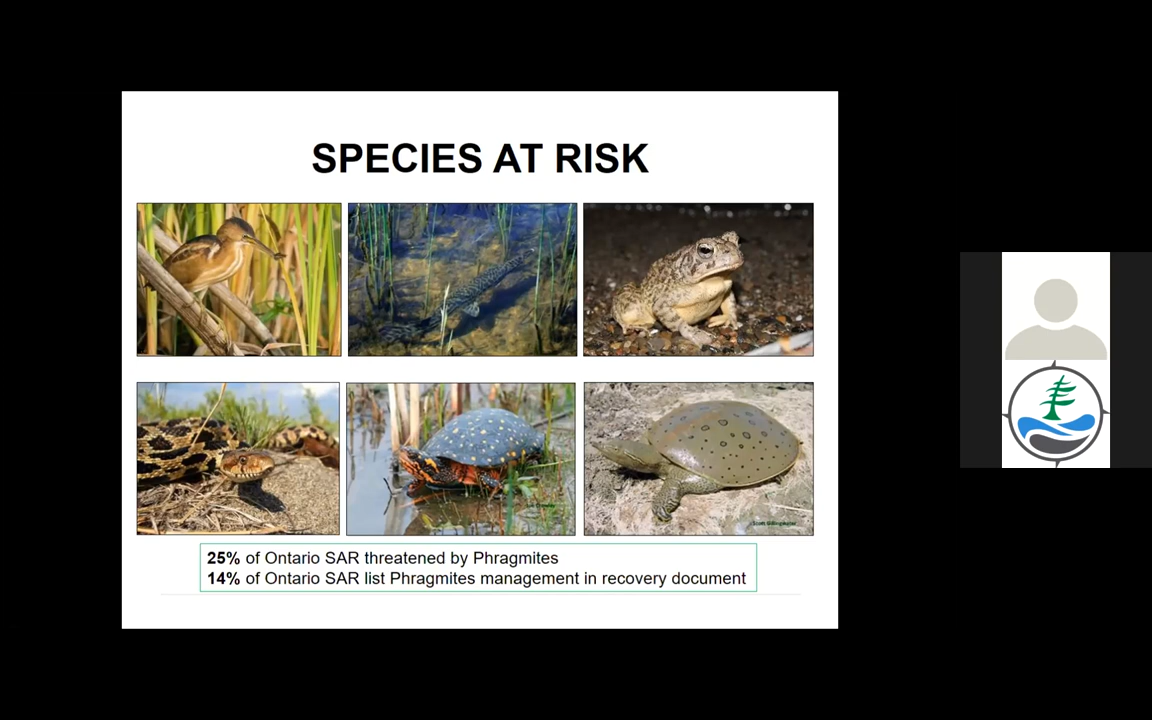 SPECIES AT RISK
25% of Ontario SAR threatened by Phragmites
14% of Ontario SAR list Phragmites management in recovery document